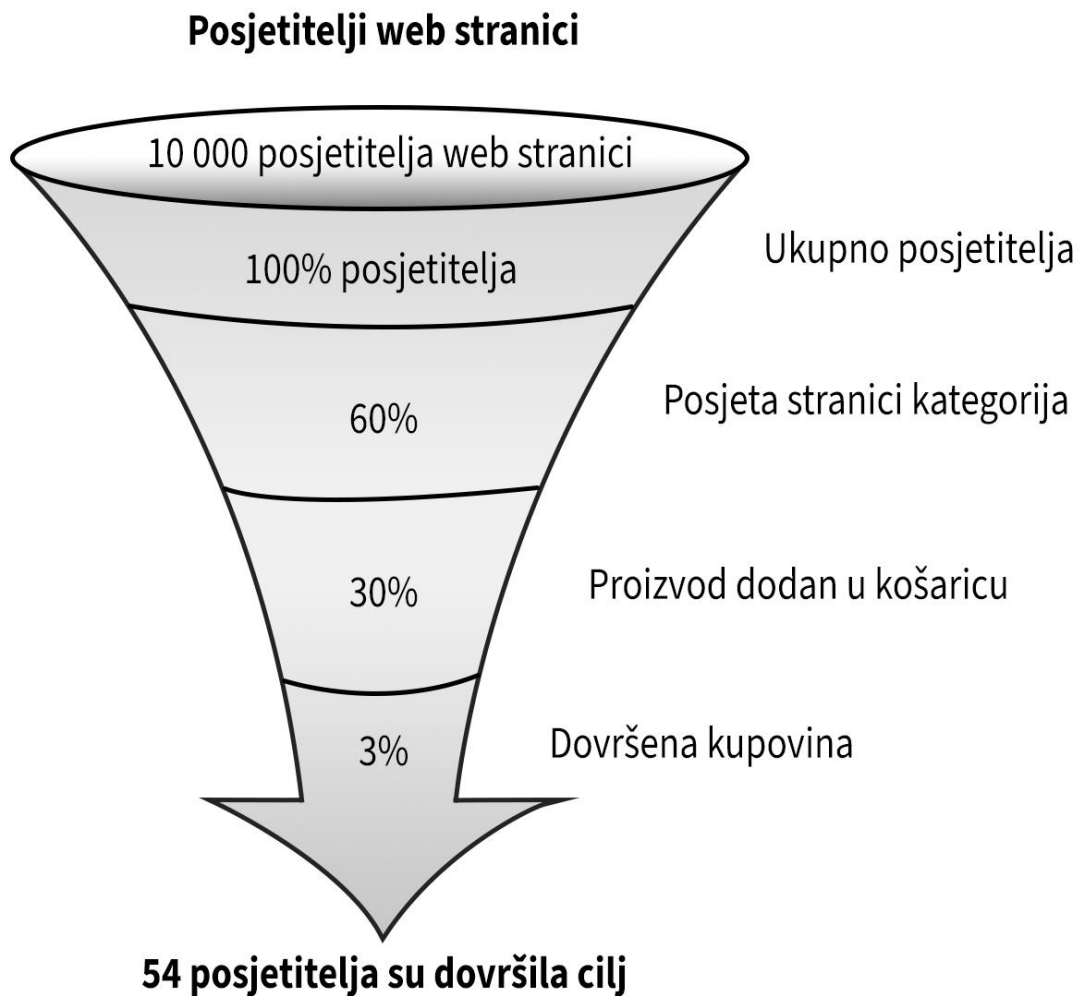 Posjetitelji web stranici
10 000 posjetitelja web stranici
100% posjetitelja
Ukupno posjetitelja
60%
Posjeta stranici kategorija
30%
Proizvod dodan u košaricu
3%
Dovršena kupovina
54 posjetitelja su dovršila cilj